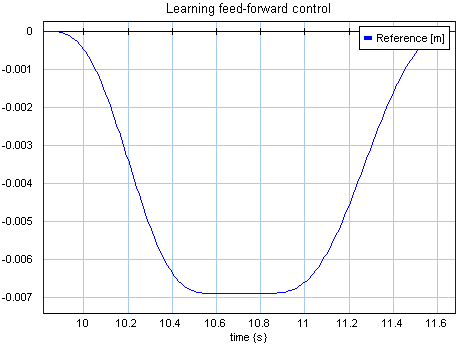 Learning feed-forward control
Reference [m]
0
-0.001
-0.002
-0.003
-0.004
-0.005
-0.006
-0.007
10 10.2 10.4 10.6 10.8 11 11.2 11.4 11.6
time {s}